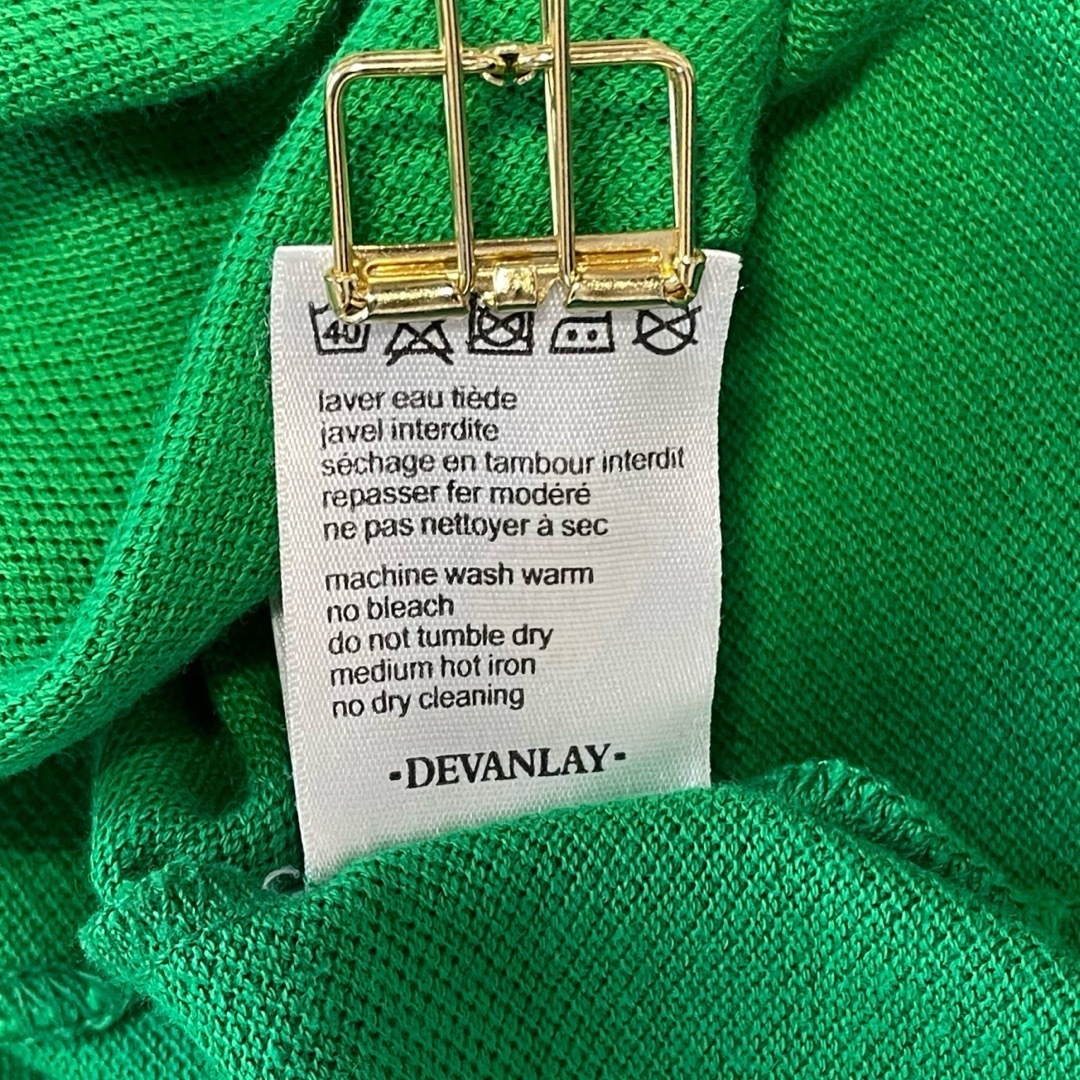 40
laver eau tiède
javel interdite
séchage en tambour interdit
repasser fer modéré
ne pas nettoyer à sec
machine wash warm
no bleach
do not tumble dry
medium hot iron
no dry cleaning
-DEVANLAY-